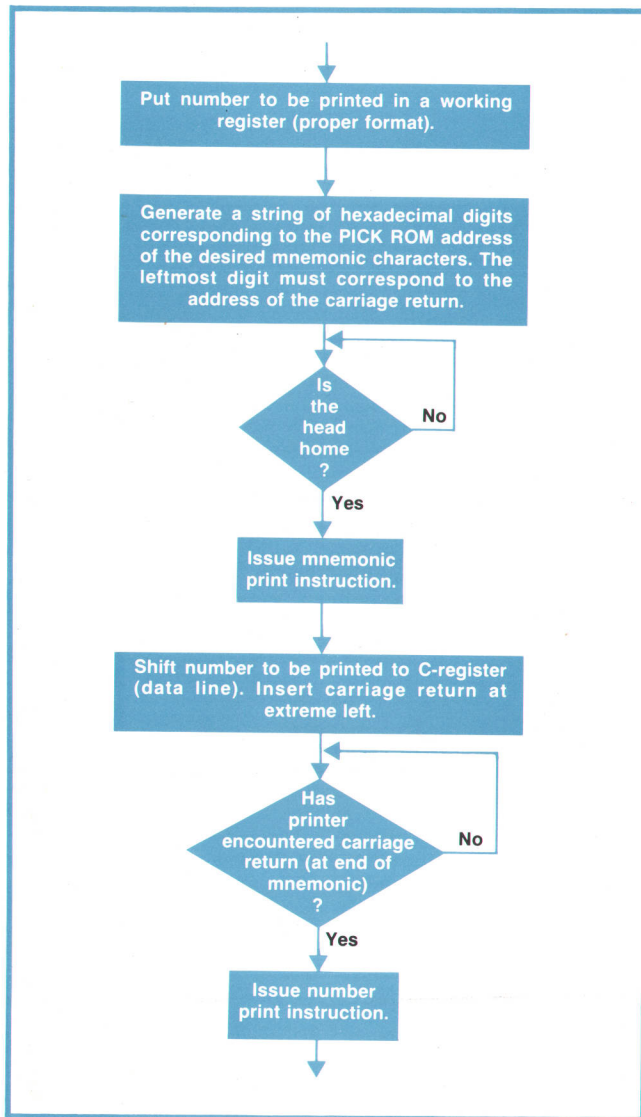 Put number to be printed in a working
register (proper format).
Generate a string of hexadecimal digits
corresponding to the PICK ROM address
of the desired mnemonic characters. The
leftmost digit must correspond to the
address of the carriage return.
Is
the
head
home
?
No
Yes
Issue mnemonic
print instruction.
Shift number to be printed to C-register
(data line). Insert carriage return at
extreme left.
Has
printer
encountered carriage
return (at end of
mnemonic)
?
No
Yes
Issue number
print instruction.